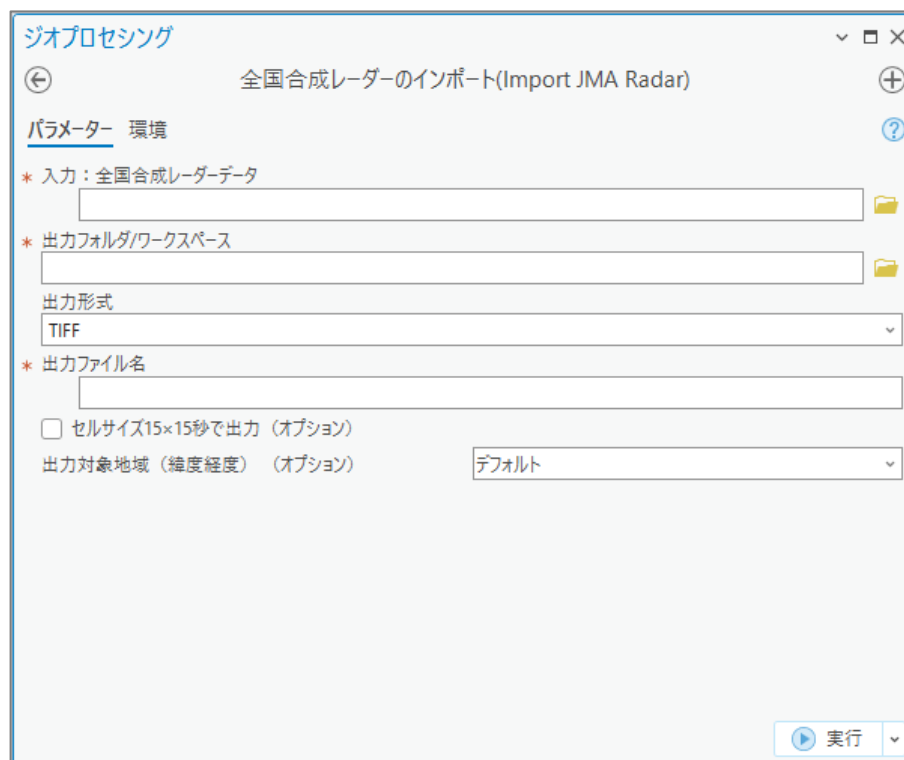 ジオプロセシング
全国合成レーダーのインポート(Import JMA Radar)
パラメーター 環境
* 入力：全国合成レーダーデータ
* 出力フォルダ/ワークスペース
出力形式
TIFF
* 出力ファイル名
セルサイズ15×15秒で出力（オプション）
出力対象地域（緯度経度）（オプション） デフォルト
実行